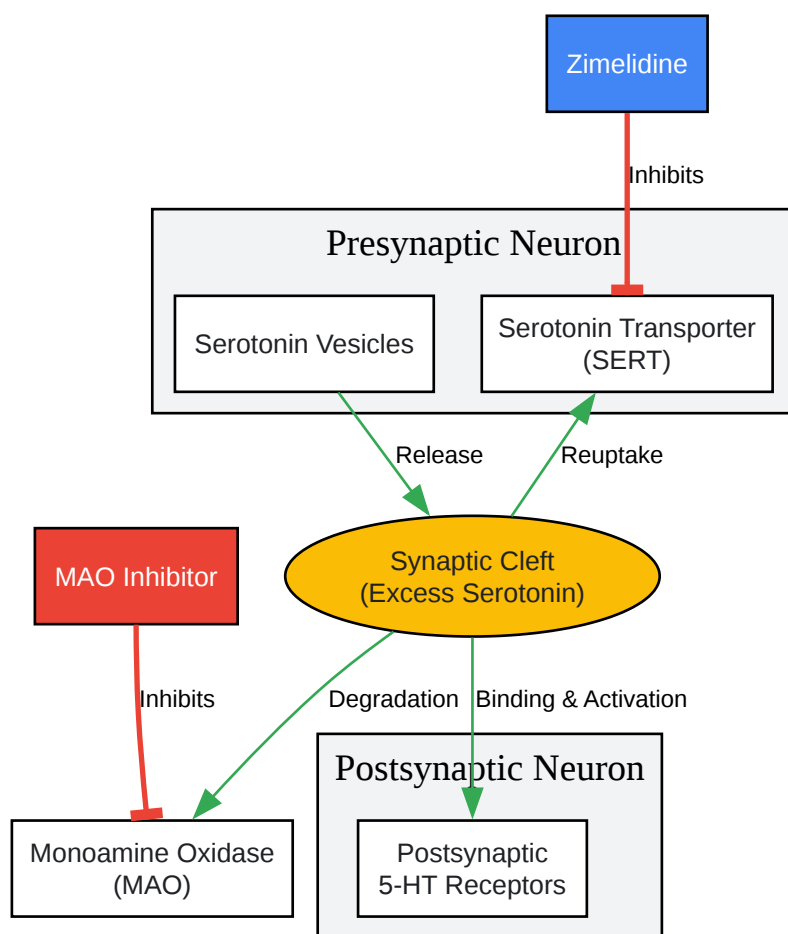 Zimelidine
Inhibits
Presynaptic Neuron
Serotonin Vesicles
Serotonin Transporter
(SERT)
Release
Reuptake
MAO Inhibitor
Synaptic Cleft
(Excess Serotonin)
Inhibits
Degradation
Binding & Activation
Postsynaptic Neuron
Monoamine Oxidase
(MAO)
Postsynaptic
5-HT Receptors